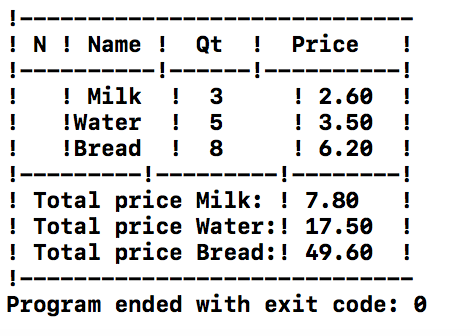 !------------------------------
! N ! Name !  Qt  !  Price   !
!----------!------!----------!
!   ! Milk  !  3     ! 2.60  !
!   !Water  !  5     ! 3.50  !
!   !Bread  !  8     ! 6.20  !
!---------!---------!--------!
! Total price Milk: ! 7.80   !
! Total price Water:! 17.50  !
! Total price Bread:! 49.60  !
!------------------------------
Program ended with exit code: 0